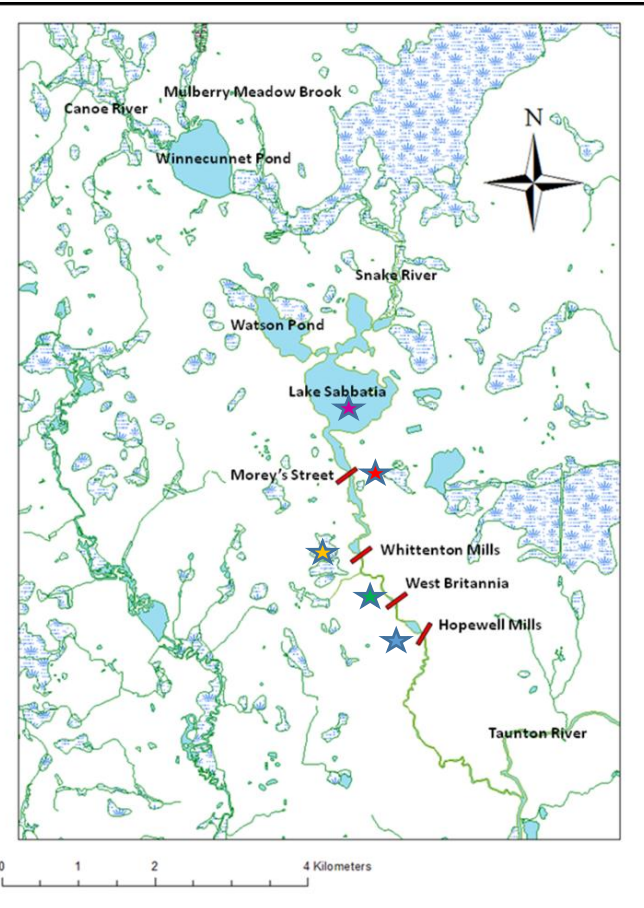 Mulberry Meadow Brook
Canoe River
N
Winnecunnet Pond
Snake River
Watson Pond
Lake Sabbatia
Morey's Street
Whittenton Mills
West Britannia
Hopewell Mills
Taunton River
0 1 2 4 Kilometers